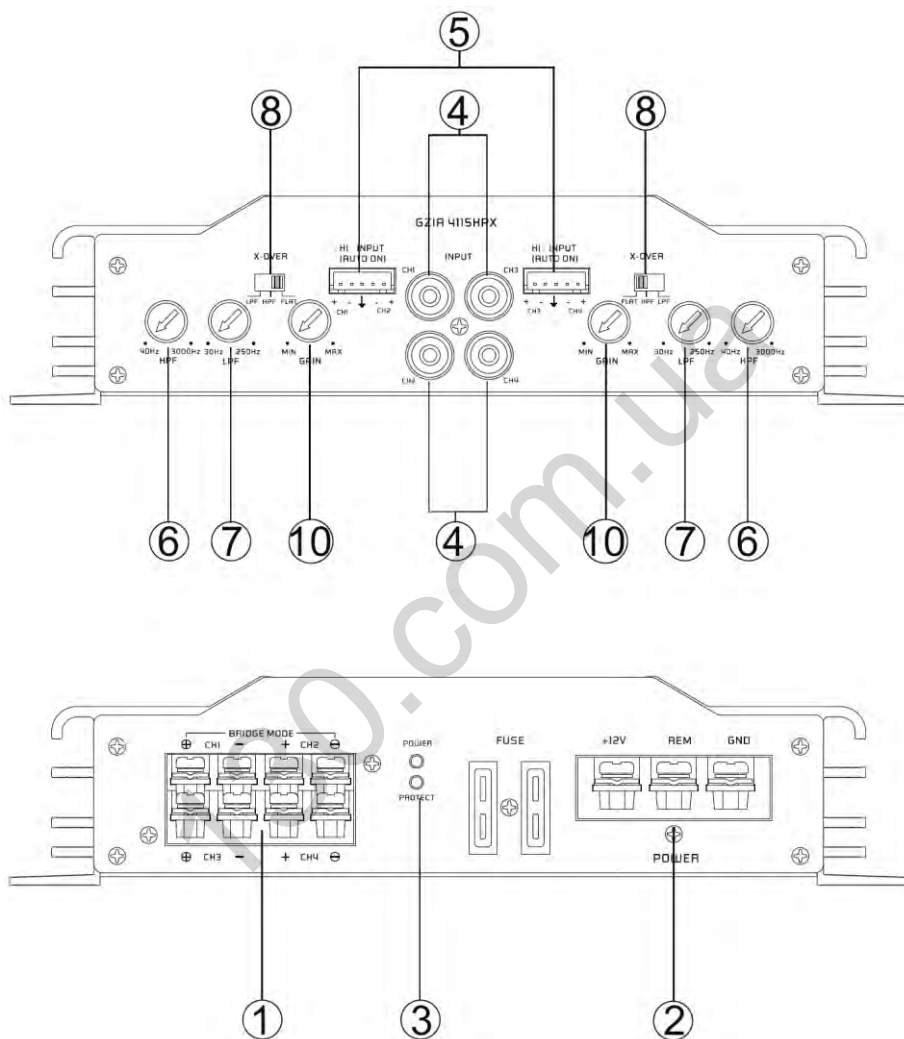 5
8 4 8
GZIA 4115HPX
X-OVER HI INPUT (AUTO ON) CH1 INPUT CH3 HI INPUT (AUTO ON) X-OVER
LPF HPF FLAT + - - + + - - + FLAT HPF LPF
CH1 CH2 CH3 CH4
40Hz 3000Hz 30Hz 250Hz MIN MAX MIN MAX 30Hz 250Hz 40Hz 3000Hz
HPF LPF GAIN CH4 GAIN LPF HPF
6 7 10 4 10 7 6
BRIDGE MODE
⊕ CH1 - + CH2 ⊖ POWER FUSE +12V REM GND
PROTECT
⊕ CH3 - + CH4 ⊖ POWER
1 3 2
130.com.ua